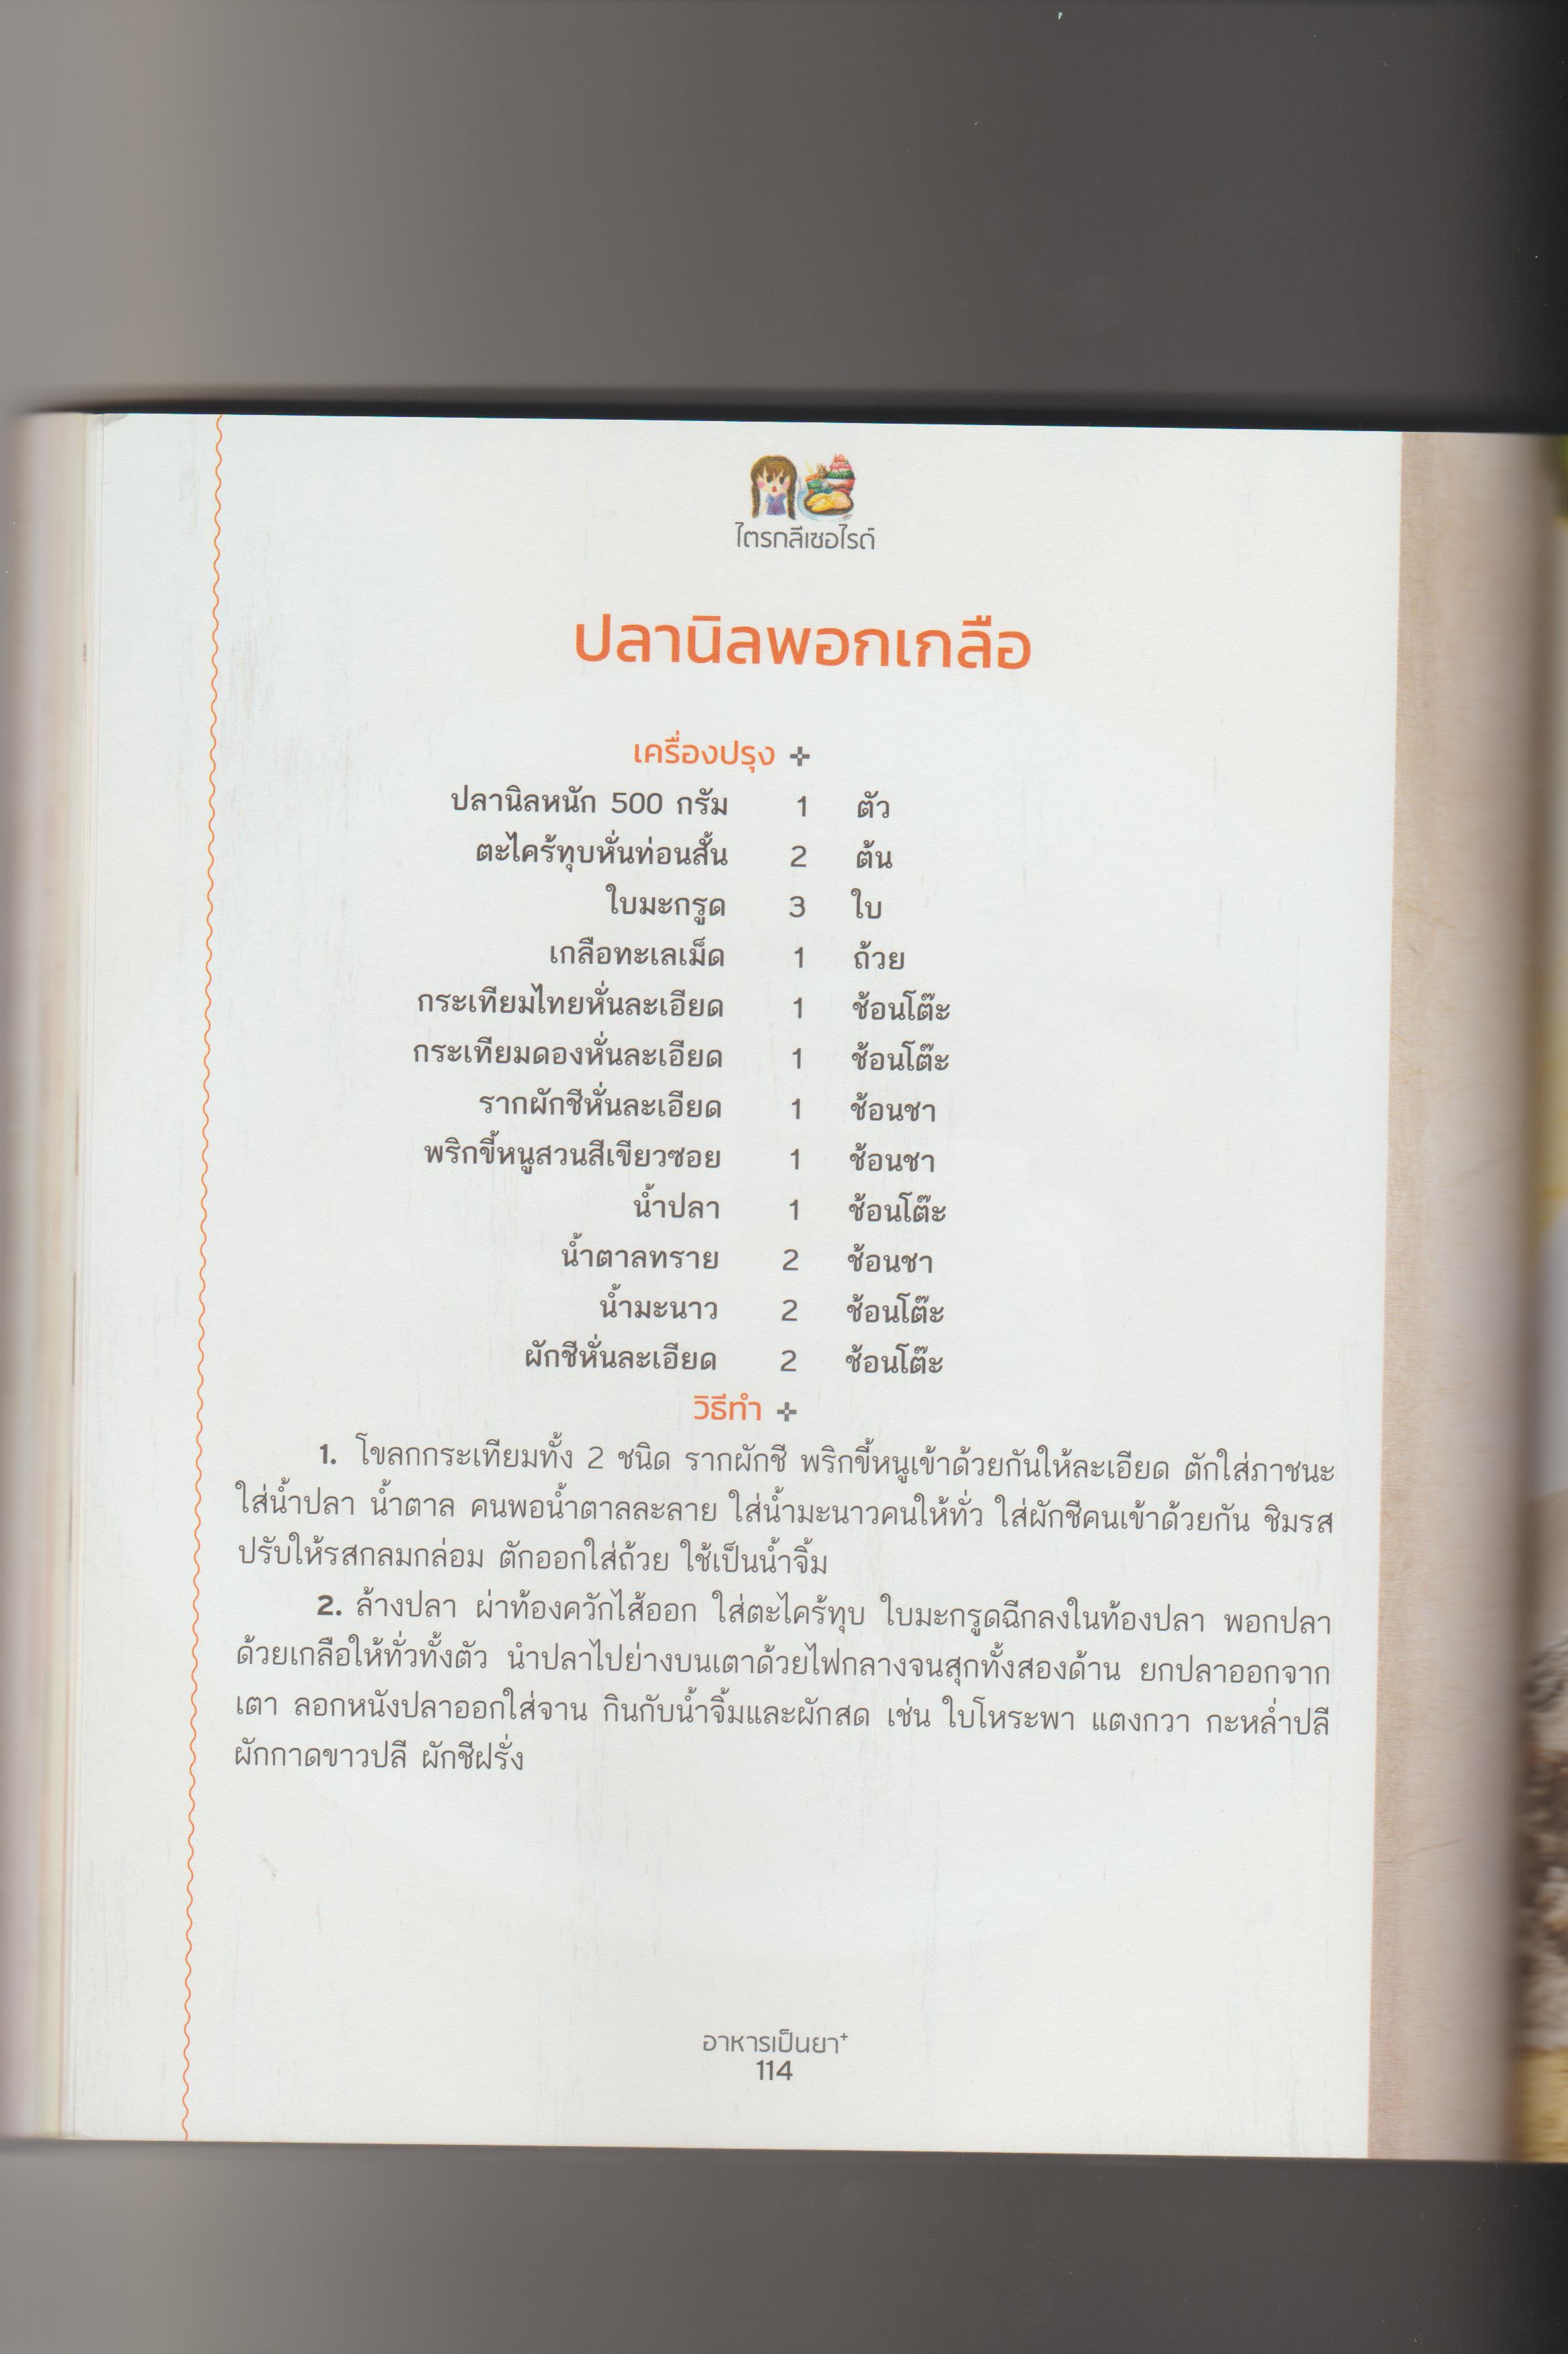 ไตรกลีเซอไรด์
ปลานิลพอกเกลือ
เครื่องปรุง
ปลานิลหนัก 500 กรัม 1 ตัว
ตะไคร้ทุบหั่นท่อนสั้น 2 ต้น
ใบมะกรูด 3 ใบ
เกลือทะเลเม็ด 1 ถ้วย
กระเทียมไทยหั่นละเอียด 1 ช้อนโต๊ะ
กระเทียมดองหั่นละเอียด 1 ช้อนโต๊ะ
รากผักชีหั่นละเอียด 1 ช้อนชา
พริกขี้หนูสวนสีเขียวซอย 1 ช้อนชา
น้ำปลา 1 ช้อนโต๊ะ
น้ำตาลทราย 2 ช้อนชา
น้ำมะนาว 2 ช้อนโต๊ะ
ผักชีหั่นละเอียด 2 ช้อนโต๊ะ
วิธีทำ
1. โขลกกระเทียมทั้ง 2 ชนิด รากผักชี พริกขี้หนูเข้าด้วยกันให้ละเอียด ตักใส่ภาชนะ
ใส่น้ำปลา น้ำตาล คนพอน้ำตาลละลาย ใส่น้ำมะนาวคนให้ทั่ว ใส่ผักชีคนเข้าด้วยกัน ชิมรส
ปรับให้รสกลมกล่อม ตักออกใส่ถ้วย ใช้เป็นน้ำจิ้ม
2. ล้างปลา ผ่าท้องควักไส้ออก ใส่ตะไคร้ทุบ ใบมะกรูดฉีกลงในท้องปลา พอกปลา
ด้วยเกลือให้ทั่วทั้งตัว นำปลาไปย่างบนเตาด้วยไฟกลางจนสุกทั้งสองด้าน ยกปลาออกจาก
เตา ลอกหนังปลาออกใส่จาน กินกับน้ำจิ้มและผักสด เช่น ใบโหระพา แตงกวา กะหล่ำปลี
ผักกาดขาวปลี ผักชีฝรั่ง
อาหารเป็นยา+
114